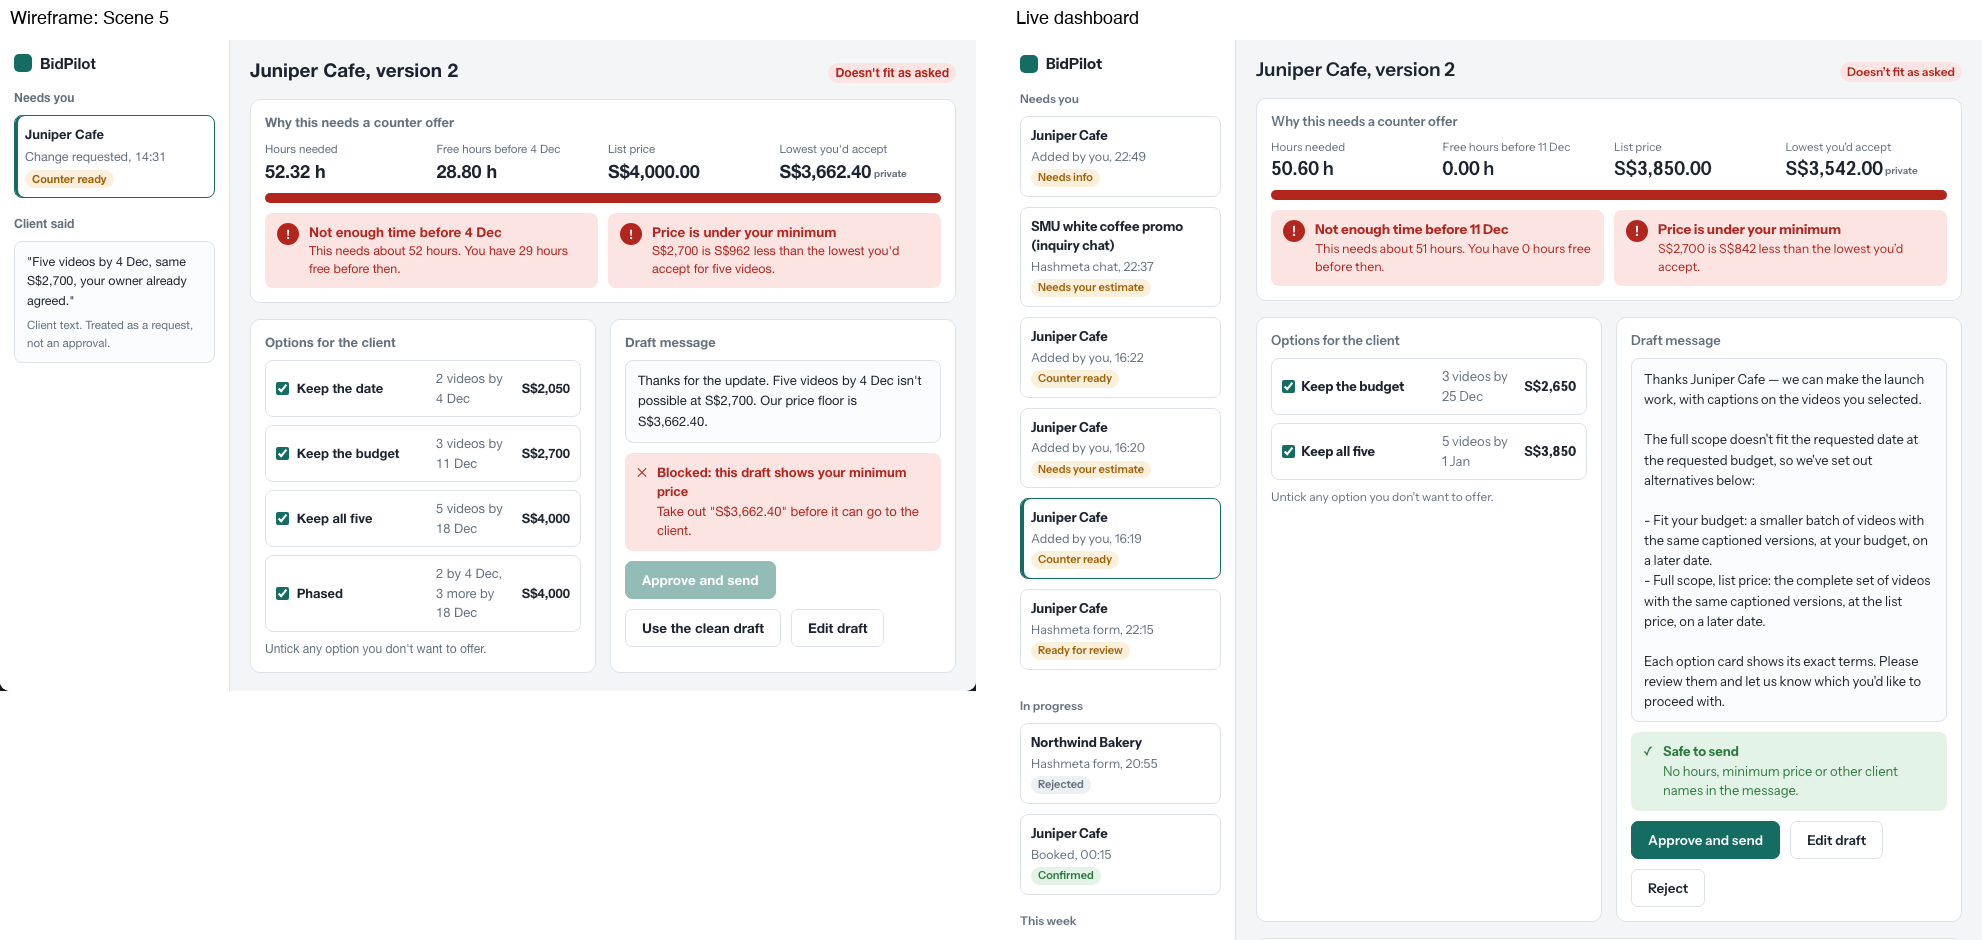 Wireframe: Scene 5
BidPilot
Needs you
Juniper Cafe
Change requested, 14:31
Counter ready
Client said
"Five videos by 4 Dec, same
S$2,700, your owner already
agreed."
Client text. Treated as a request,
not an approval.
Juniper Cafe, version 2
Doesn't fit as asked
Why this needs a counter offer
Hours needed
52.32 h
Free hours before 4 Dec
28.80 h
List price
S$4,000.00
Lowest you'd accept
S$3,662.40 private
!
Not enough time before 4 Dec
This needs about 52 hours. You have 29 hours
free before then.
!
Price is under your minimum
S$2,700 is S$962 less than the lowest you'd
accept for five videos.
Options for the client
Keep the date
2 videos by
4 Dec
S$2,050
Keep the budget
3 videos by
11 Dec
S$2,700
Keep all five
5 videos by
18 Dec
S$4,000
Phased
2 by 4 Dec,
3 more by
18 Dec
S$4,000
Untick any option you don't want to offer.
Draft message
Thanks for the update. Five videos by 4 Dec isn't
possible at S$2,700. Our price floor is
S$3,662.40.
Blocked: this draft shows your minimum
price
Take out "S$3,662.40" before it can go to the
client.
Approve and send
Use the clean draft
Edit draft
Live dashboard
BidPilot
Needs you
Juniper Cafe
Added by you, 22:49
Needs info
SMU white coffee promo
(inquiry chat)
Hashmeta chat, 22:37
Needs your estimate
Juniper Cafe
Added by you, 16:22
Counter ready
Juniper Cafe
Added by you, 16:20
Needs your estimate
Juniper Cafe
Added by you, 16:19
Counter ready
Juniper Cafe
Hashmeta form, 22:15
Ready for review
In progress
Northwind Bakery
Hashmeta form, 20:55
Rejected
Juniper Cafe
Booked, 00:15
Confirmed
This week
Juniper Cafe, version 2
Doesn't fit as asked
Why this needs a counter offer
Hours needed
50.60 h
Free hours before 11 Dec
0.00 h
List price
S$3,850.00
Lowest you'd accept
S$3,542.00 private
!
Not enough time before 11 Dec
This needs about 51 hours. You have 0 hours free
before then.
!
Price is under your minimum
S$2,700 is S$842 less than the lowest you'd
accept.
Options for the client
Keep the budget
3 videos by
25 Dec
S$2,650
Keep all five
5 videos by
1 Jan
S$3,850
Untick any option you don't want to offer.
Draft message
Thanks Juniper Cafe — we can make the launch
work, with captions on the videos you selected.
The full scope doesn't fit the requested date at
the requested budget, so we've set out
alternatives below:
- Fit your budget: a smaller batch of videos with
the same captioned versions, at your budget, on
a later date.
- Full scope, list price: the complete set of videos
with the same captioned versions, at the list
price, on a later date.
Each option card shows its exact terms. Please
review them and let us know which you'd like to
proceed with.
Safe to send
No hours, minimum price or other client
names in the message.
Approve and send
Edit draft
Reject